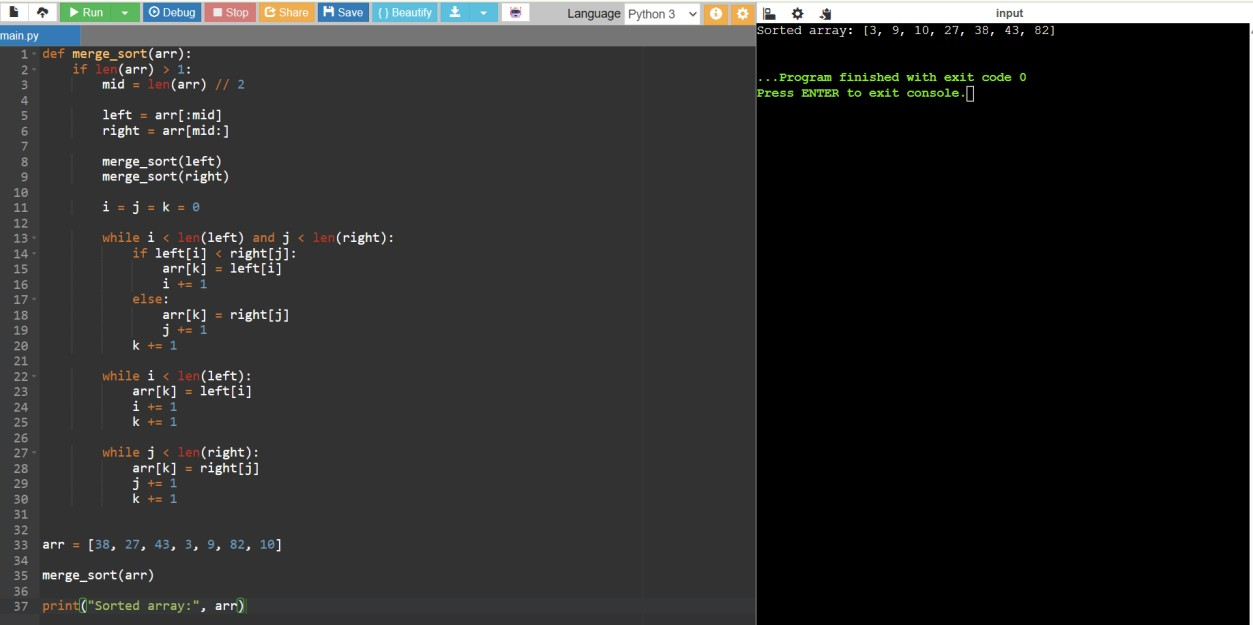 Run Debug Stop Share Save { } Beautify Language Python 3 input
main.py
1 def merge_sort(arr):
2     if len(arr) > 1:
3         mid = len(arr) // 2
4
5         left = arr[:mid]
6         right = arr[mid:]
7
8         merge_sort(left)
9         merge_sort(right)
10
11         i = j = k = 0
12
13         while i < len(left) and j < len(right):
14             if left[i] < right[j]:
15                 arr[k] = left[i]
16                 i += 1
17             else:
18                 arr[k] = right[j]
19                 j += 1
20             k += 1
21
22         while i < len(left):
23             arr[k] = left[i]
24             i += 1
25             k += 1
26
27         while j < len(right):
28             arr[k] = right[j]
29             j += 1
30             k += 1
31
32
33 arr = [38, 27, 43, 3, 9, 82, 10]
34
35 merge_sort(arr)
36
37 print("Sorted array:", arr)
Sorted array: [3, 9, 10, 27, 38, 43, 82]
...Program finished with exit code 0
Press ENTER to exit console.